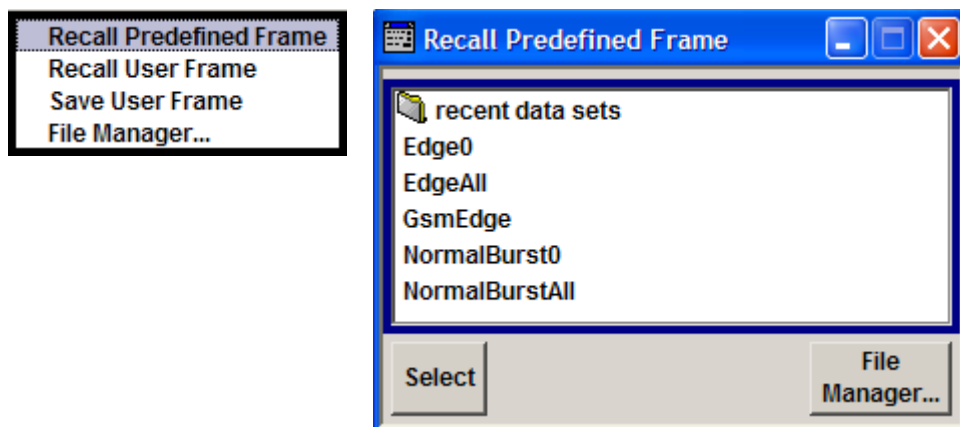 Recall Predefined Frame
Recall User Frame
Save User Frame
File Manager...
Recall Predefined Frame
recent data sets
Edge0
EdgeAll
GsmEdge
NormalBurst0
NormalBurstAll
Select
File
Manager...